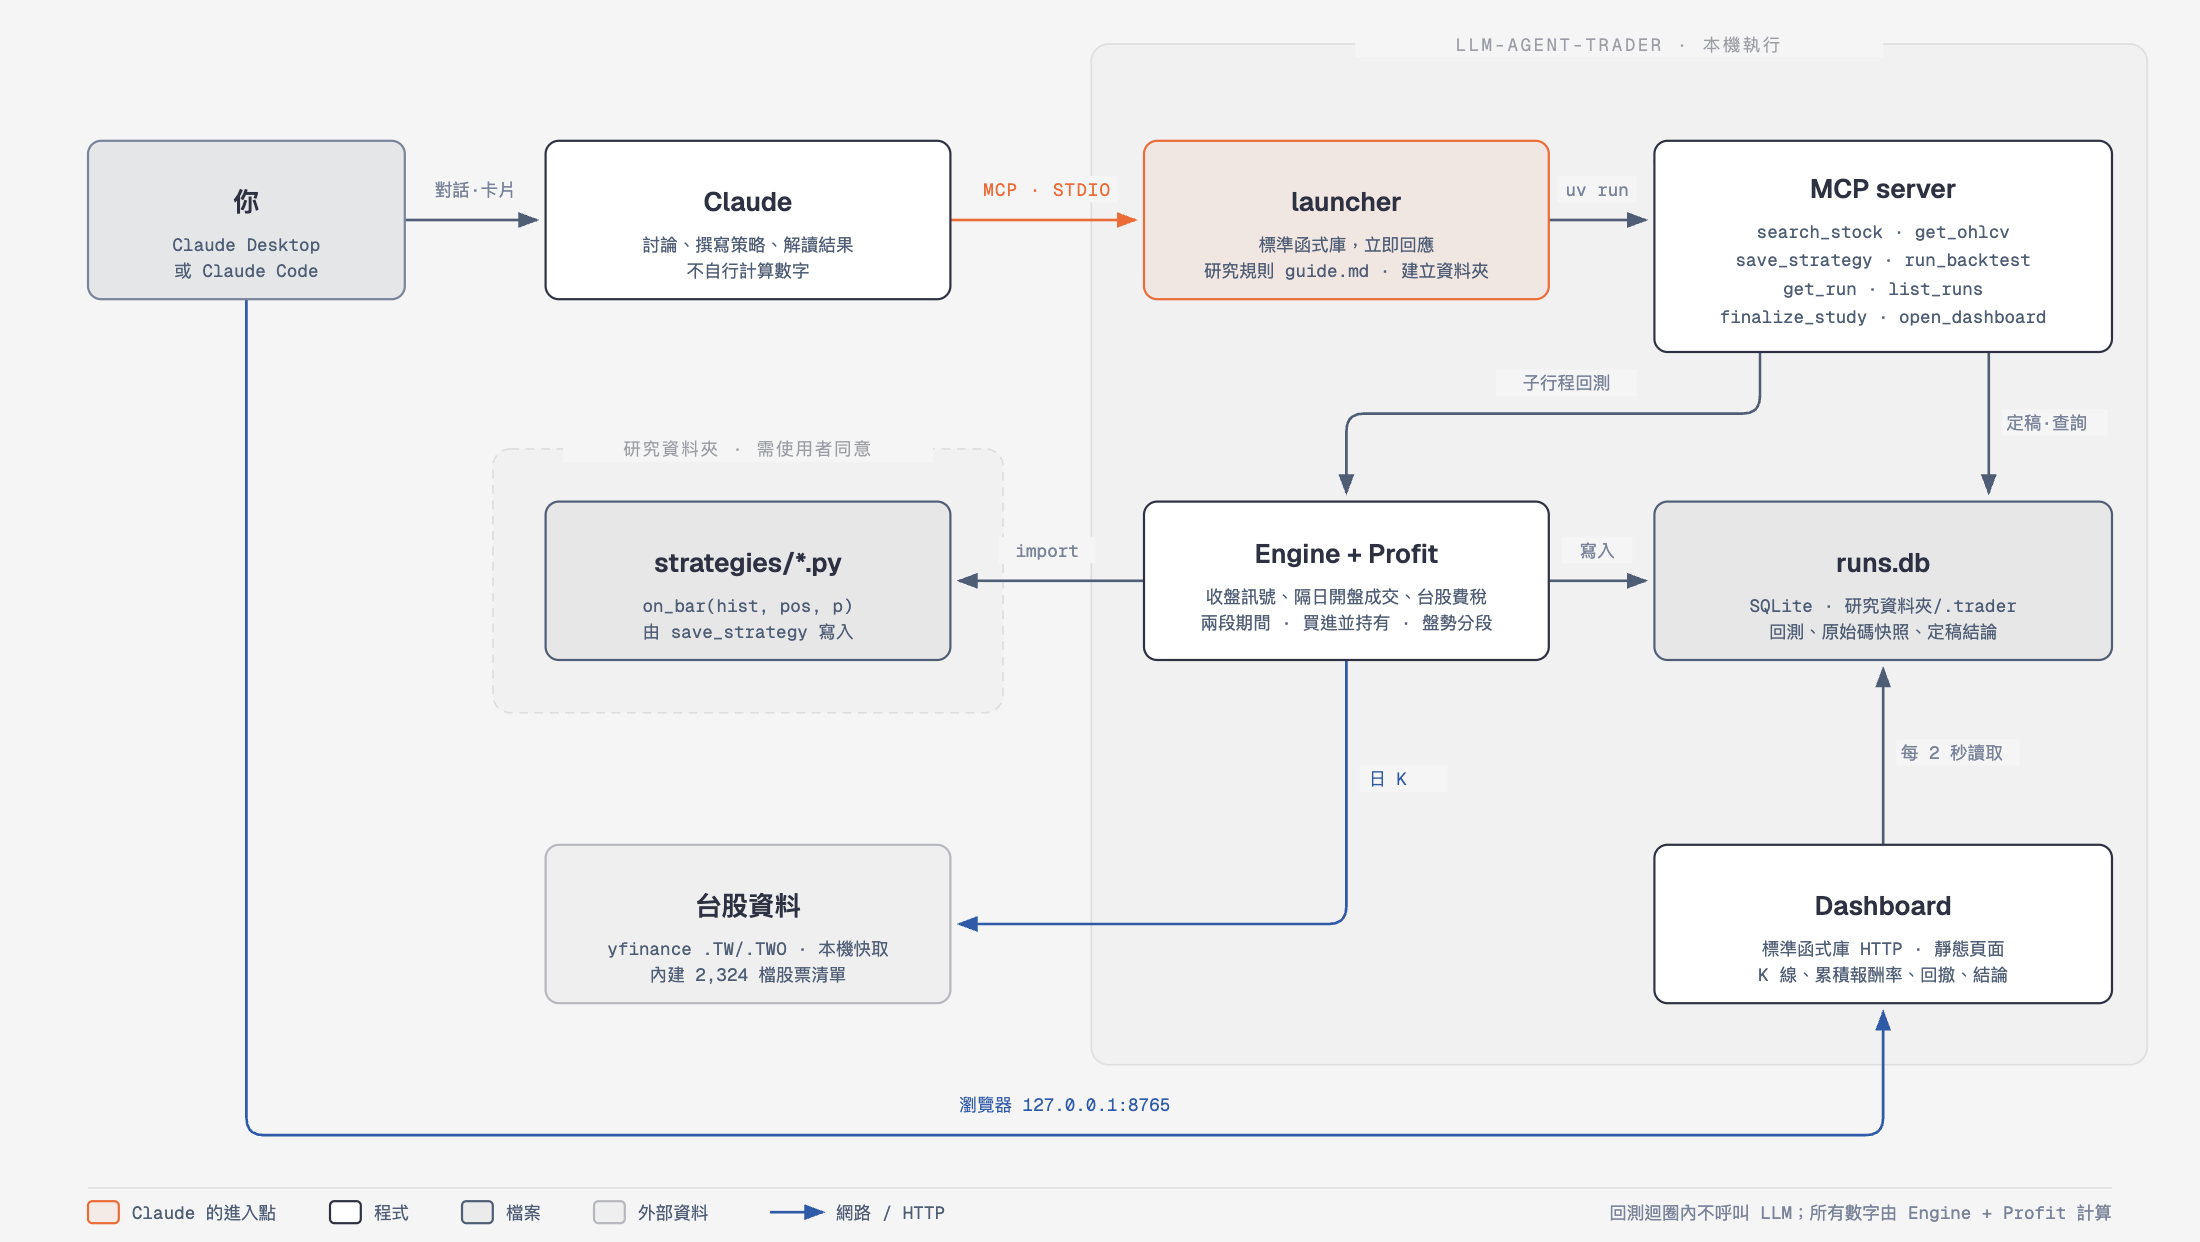 LLM-AGENT-TRADER · 本機執行
你
Claude Desktop
或 Claude Code
對話·卡片
Claude
討論、撰寫策略、解讀結果
不自行計算數字
MCP · STDIO
launcher
標準函式庫，立即回應
研究規則 guide.md · 建立資料夾
uv run
MCP server
search_stock · get_ohlcv
save_strategy · run_backtest
get_run · list_runs
finalize_study · open_dashboard
子行程回測
定稿·查詢
研究資料夾 · 需使用者同意
strategies/*.py
on_bar(hist, pos, p)
由 save_strategy 寫入
import
Engine + Profit
收盤訊號、隔日開盤成交、台股費稅
兩段期間 · 買進並持有 · 盤勢分段
寫入
runs.db
SQLite · 研究資料夾/.trader
回測、原始碼快照、定稿結論
日 K
每 2 秒讀取
台股資料
yfinance .TW/.TWO · 本機快取
內建 2,324 檔股票清單
Dashboard
標準函式庫 HTTP · 靜態頁面
K 線、累積報酬率、回撤、結論
瀏覽器 127.0.0.1:8765
Claude 的進入點
程式
檔案
外部資料
網路 / HTTP
回測迴圈內不呼叫 LLM；所有數字由 Engine + Profit 計算